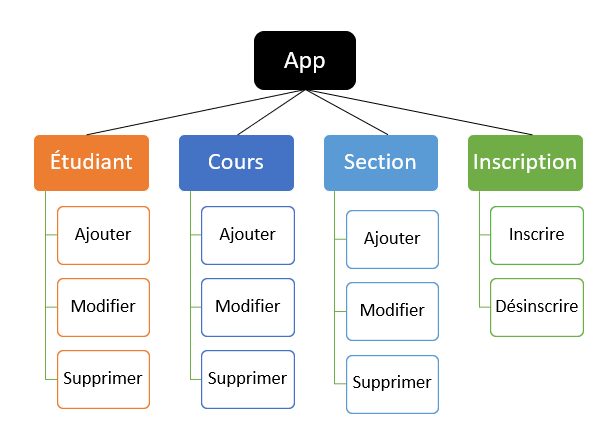 App
Étudiant
Cours
Section
Inscription
Ajouter
Ajouter
Ajouter
Inscrire
Modifier
Modifier
Modifier
Désinscrire
Supprimer
Supprimer
Supprimer